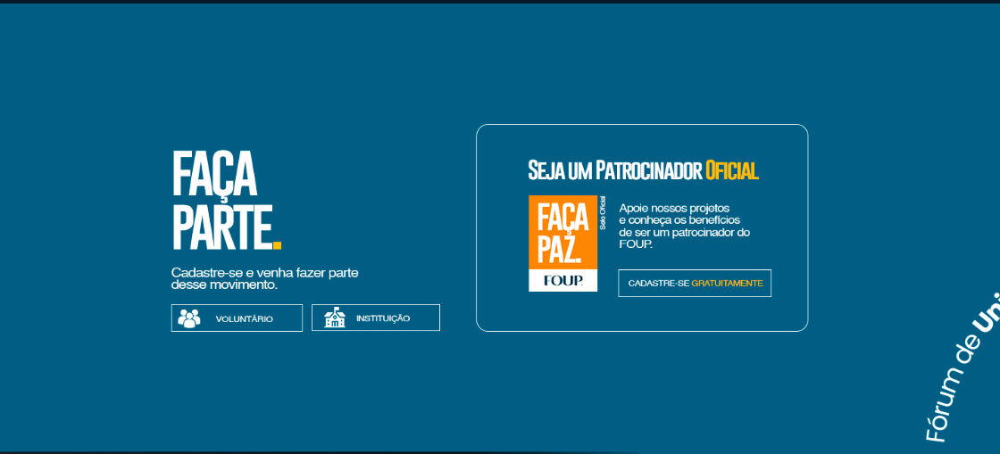 FAÇA
PARTE.
Cadastre-se e venha fazer parte
desse movimento.
VOLUNTÁRIO
INSTITUIÇÃO
SEJA UM PATROCINADOR OFICIAL
FAÇA
PAZ.
FOUP.
Selo Oficial
Apoie nossos projetos
e conheça os benefícios
de ser um patrocinador do
FOUP.
CADASTRE-SE GRATUITAMENTE
Fórum de